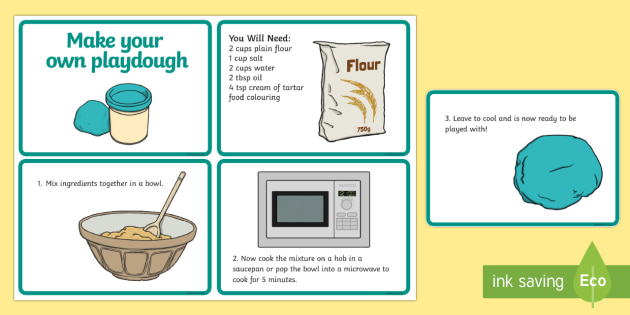 Make your
own playdough
You Will Need:
2 cups plain flour
1 cup salt
2 cups water
2 tbsp oil
4 tsp cream of tartar
food colouring
Flour
750g
1. Mix ingredients together in a bowl.
2. Now cook the mixture on a hob in a
saucepan or pop the bowl into a microwave to
cook for 5 minutes.
3. Leave to cool and is now ready to be
played with!
ink saving
Eco